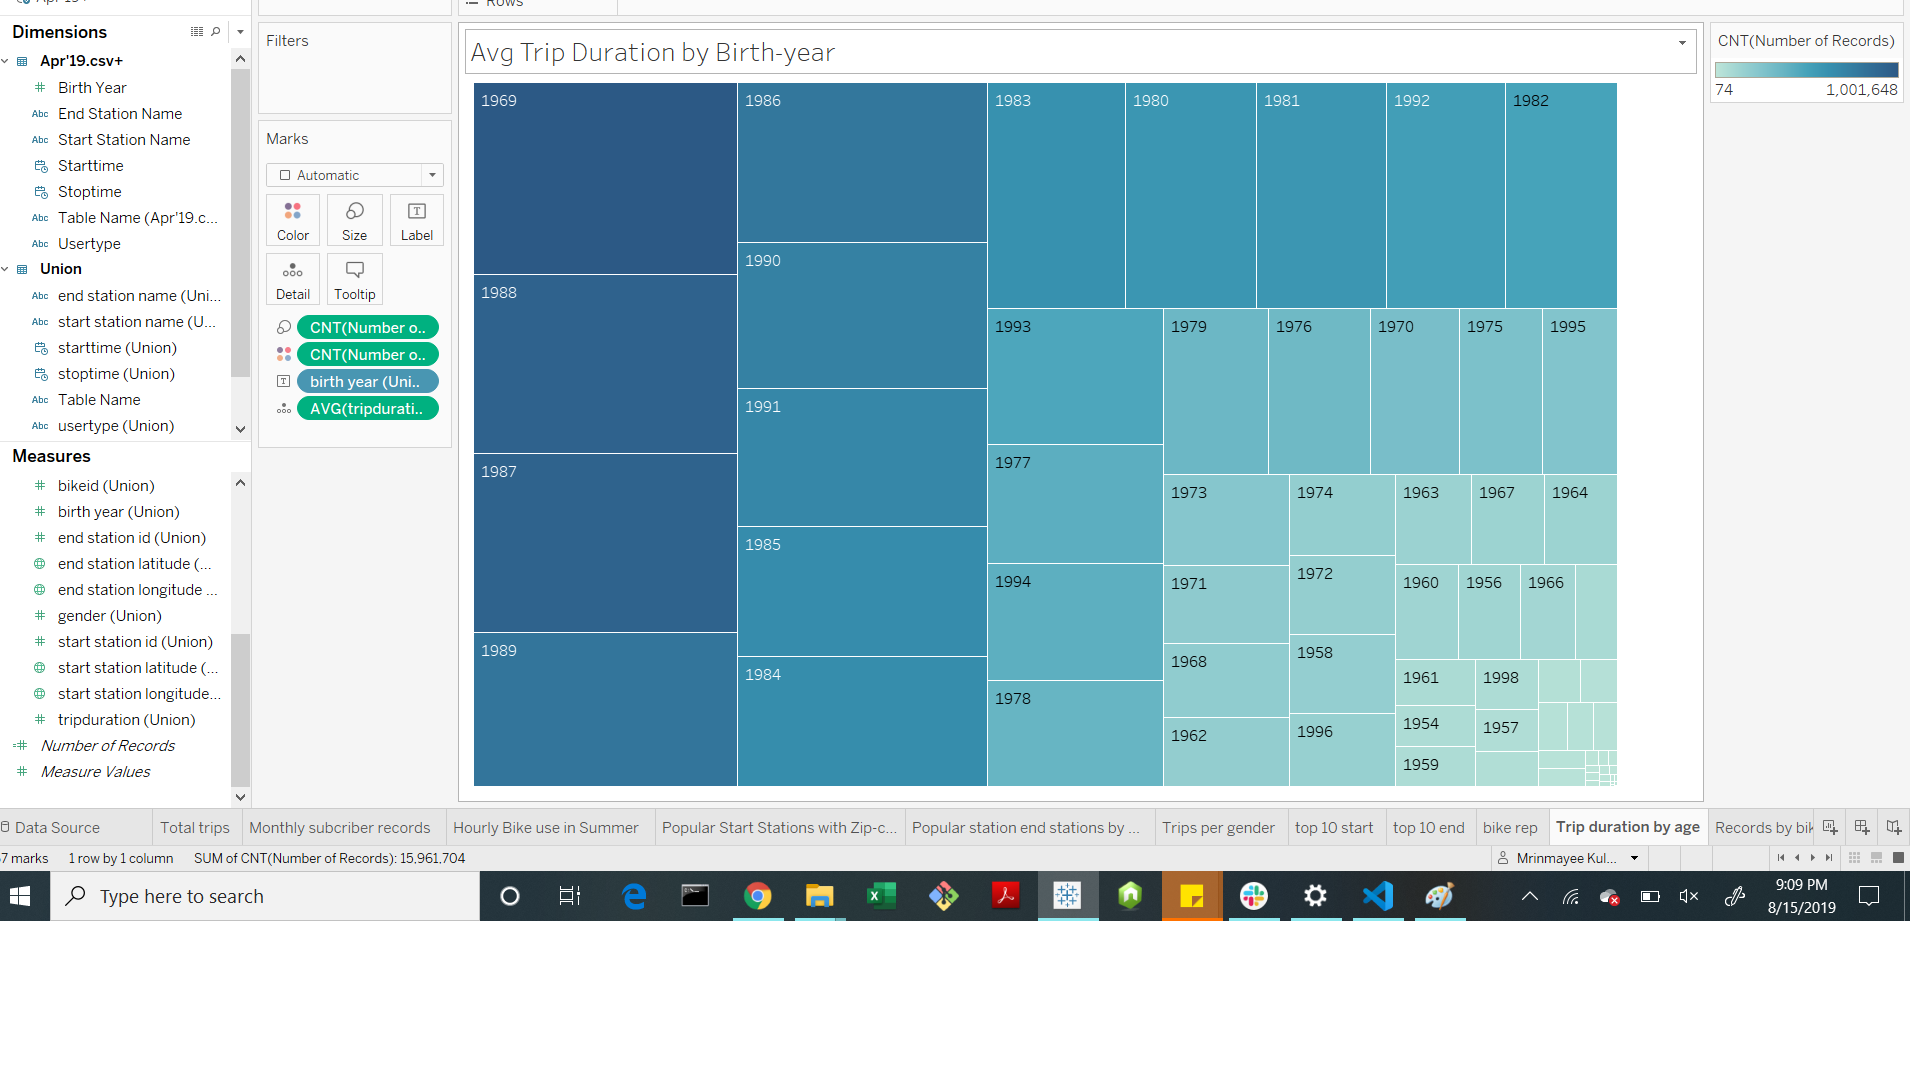 Rows
Dimensions
Apr'19.csv+
# Birth Year
Abc End Station Name
Abc Start Station Name
Starttime
Stoptime
Abc Table Name (Apr'19.c...
Abc Usertype
Union
Abc end station name (Uni...
Abc start station name (U...
starttime (Union)
stoptime (Union)
Abc Table Name
Abc usertype (Union)
Measures
# bikeid (Union)
# birth year (Union)
# end station id (Union)
end station latitude (...
end station longitude ...
# gender (Union)
# start station id (Union)
start station latitude (...
start station longitude...
# tripduration (Union)
=# Number of Records
# Measure Values
Filters
Marks
Automatic
Color Size Label
Detail Tooltip
CNT(Number o..
CNT(Number o..
birth year (Uni..
AVG(tripdurati..
Avg Trip Duration by Birth-year
1969
1988
1987
1989
1986
1990
1991
1985
1984
1983 1980 1981 1992 1982
1993
1977
1994
1978
1979 1976 1970 1975 1995
1973
1971
1968
1962
1974
1972
1958
1996
1963 1967 1964
1960 1956 1966
1961
1954
1959
1998
1957
CNT(Number of Records)
74 1,001,648
Data Source Total trips Monthly subcriber records Hourly Bike use in Summer Popular Start Stations with Zip-c... Popular station end stations by ... Trips per gender top 10 start top 10 end bike rep Trip duration by age Records by bik
7 marks 1 row by 1 column SUM of CNT(Number of Records): 15,961,704 Mrinmayee Kul...
Type here to search
9:09 PM
8/15/2019